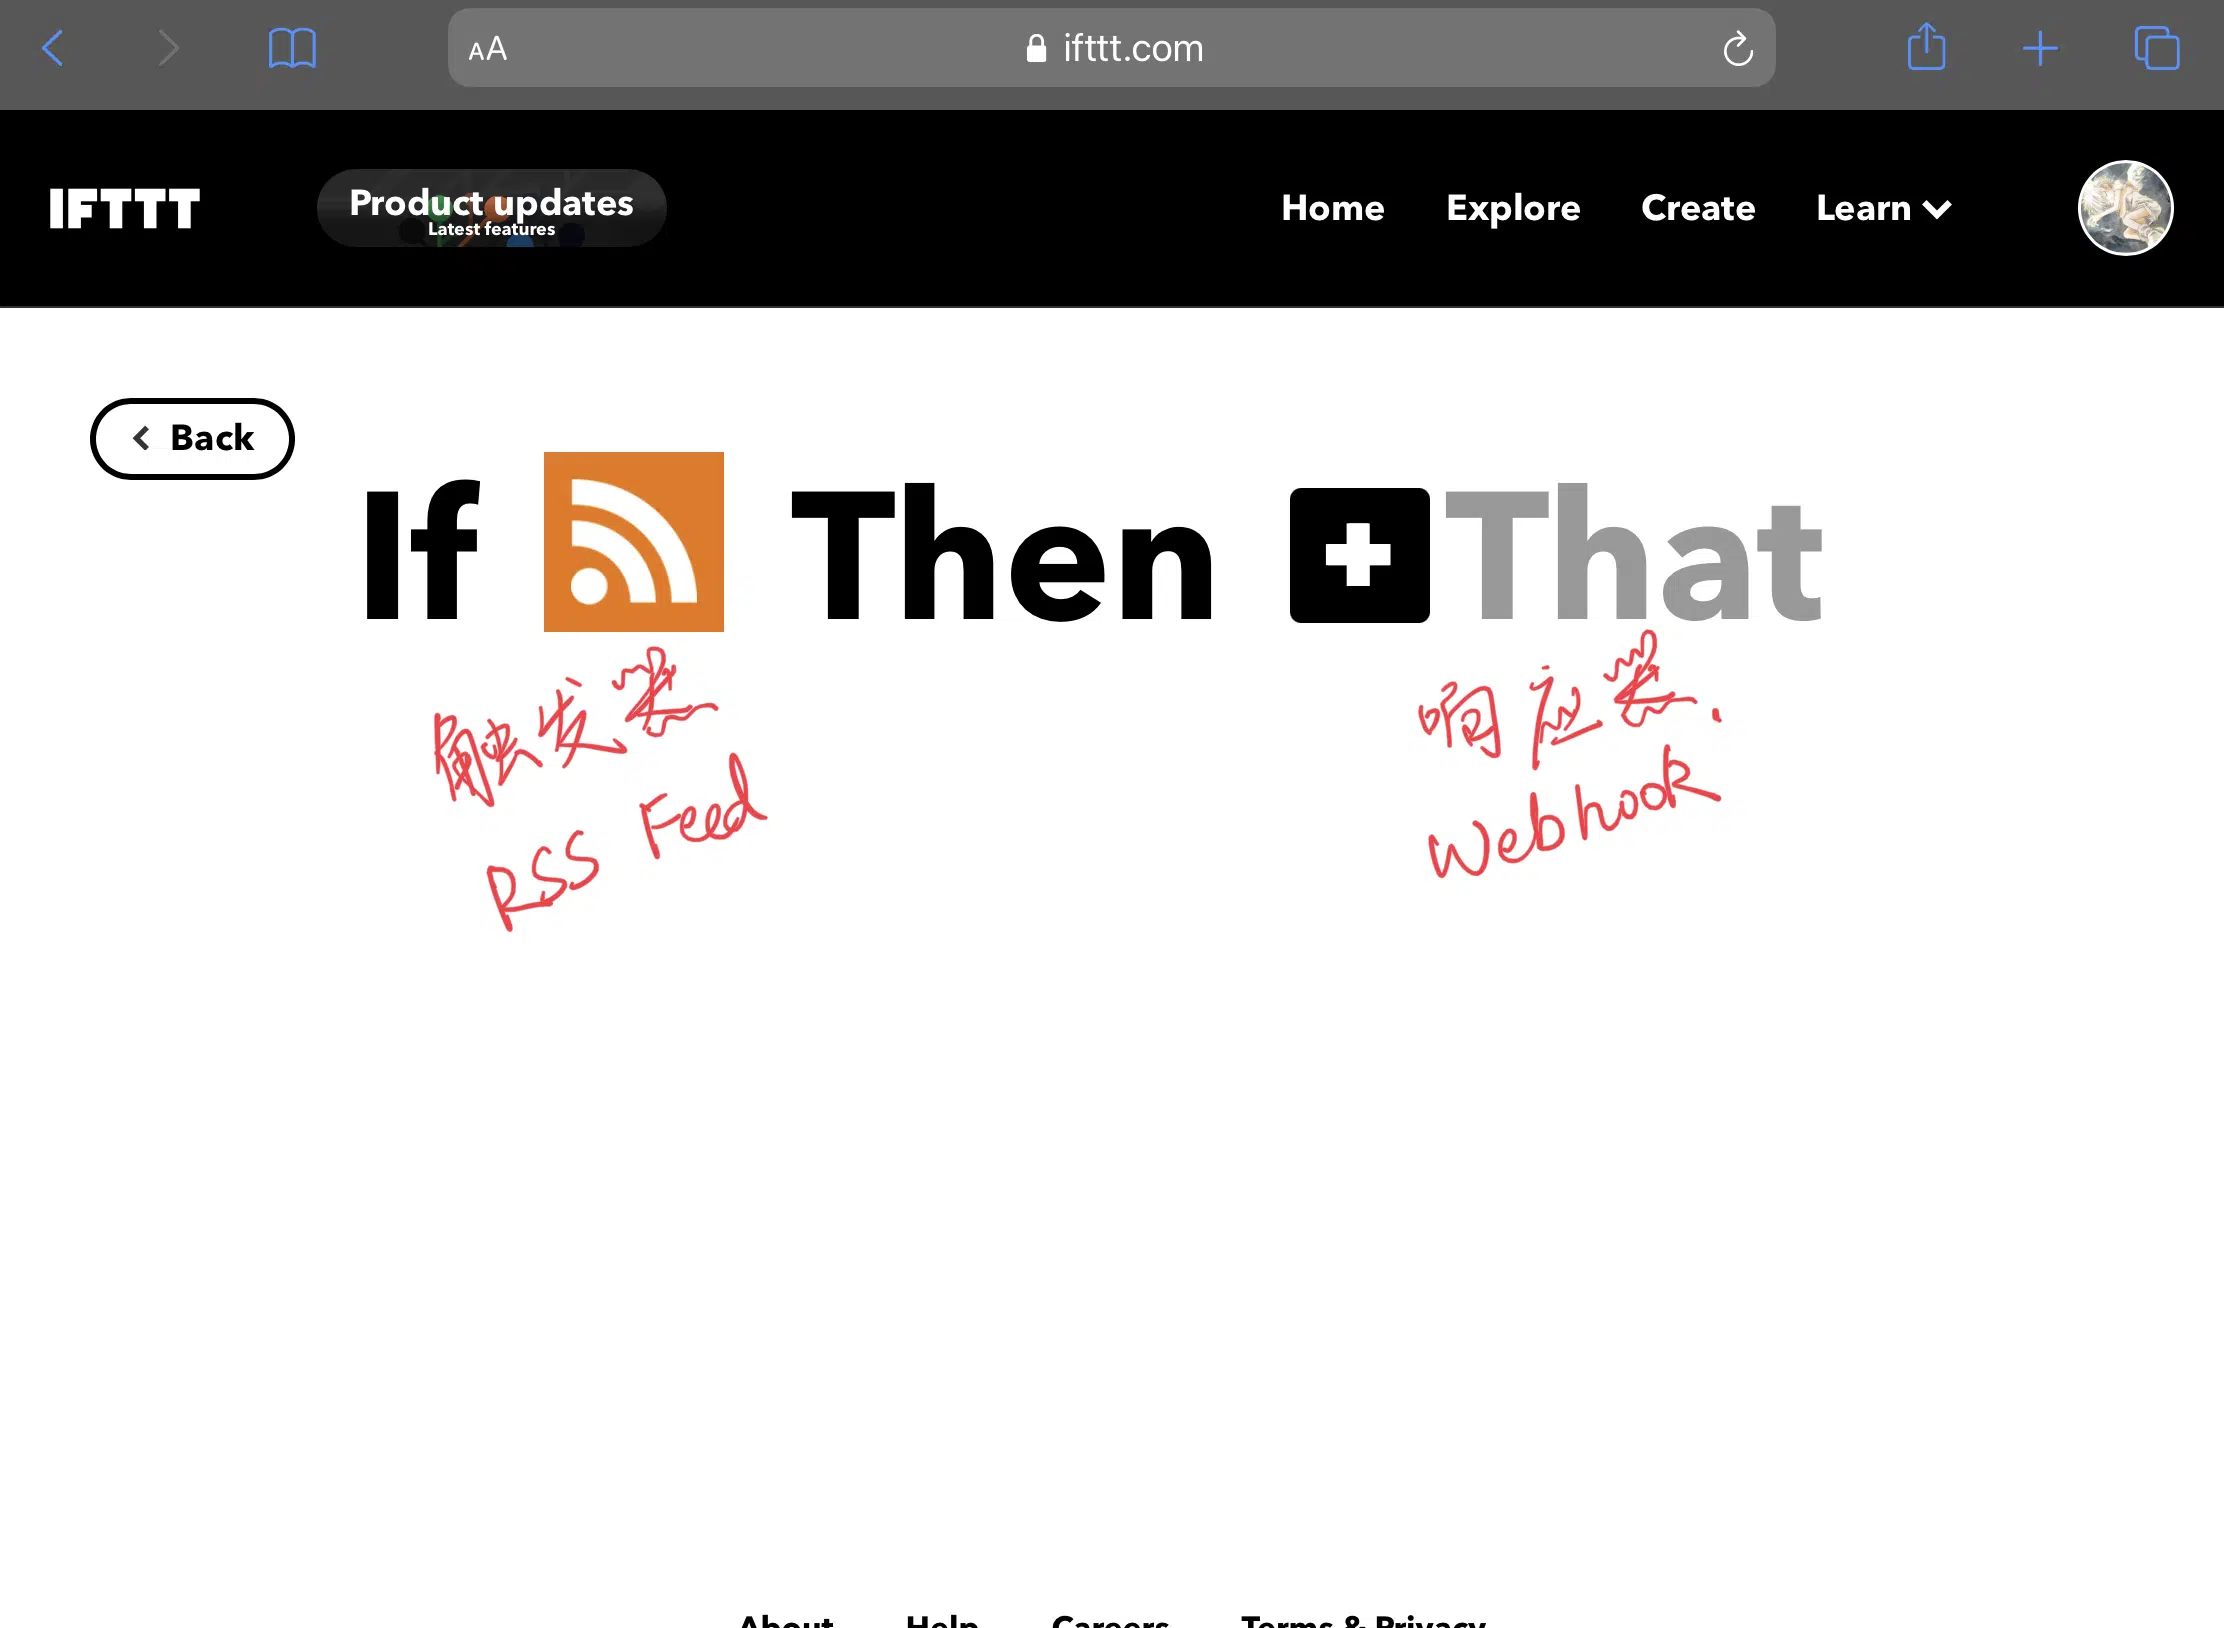 AA ifttt.com
IFTTT Product updates Home Explore Create Learn
Latest features
Back
If Then That
触发器 响应器.
RSS Feed Webhook
About Help Careers Terms & Privacy